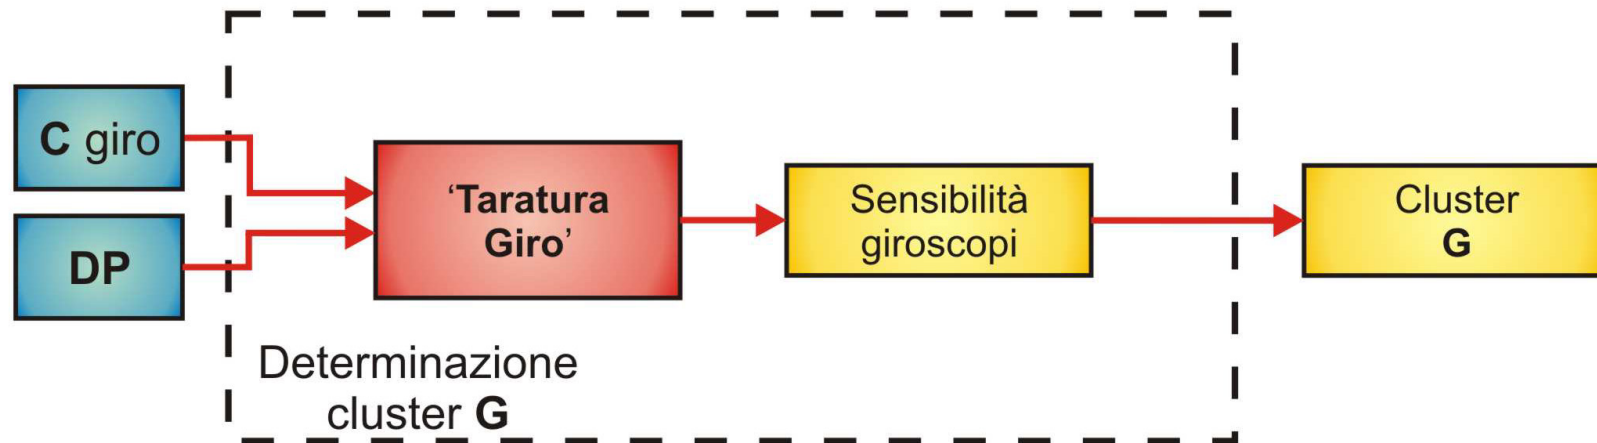 C giro
DP
‘Taratura
Giro’
Sensibilità
giroscopi
Cluster
G
Determinazione
cluster G